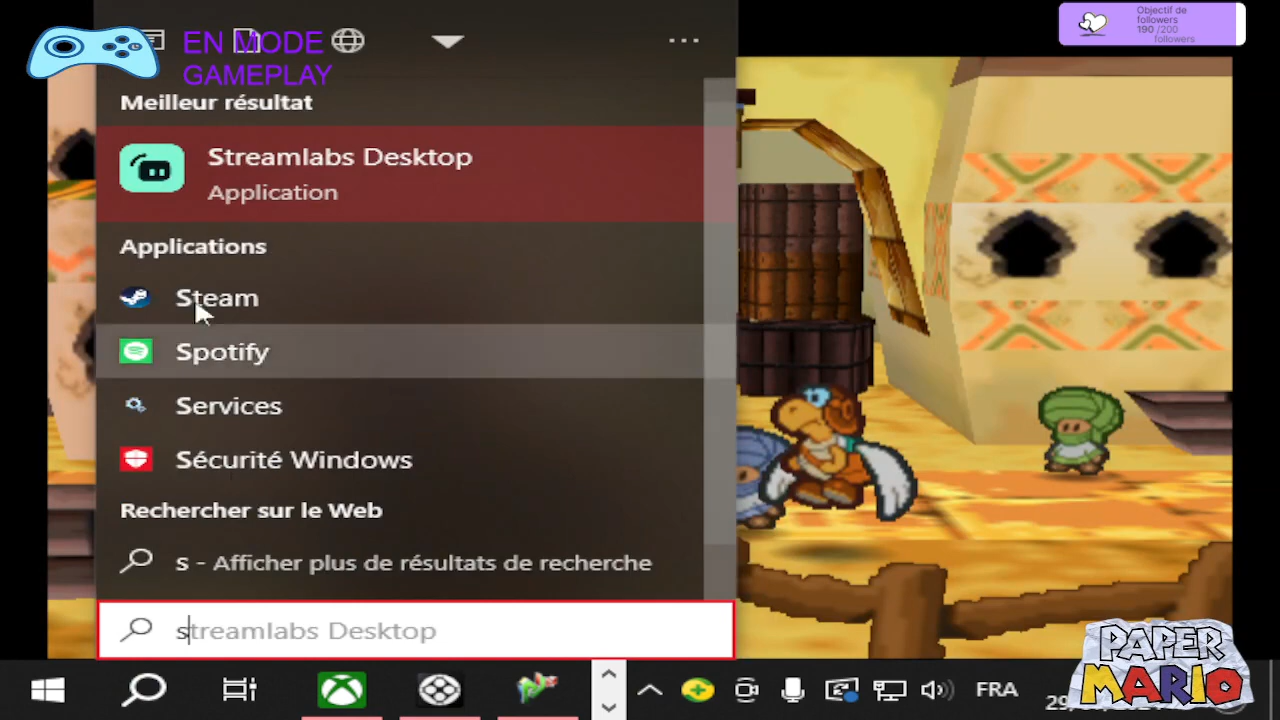 EN MODE
GAMEPLAY
Objectif de
followers
190 /200
followers
Meilleur résultat
Streamlabs Desktop
Application
Applications
Steam
Spotify
Services
Sécurité Windows
Rechercher sur le Web
s - Afficher plus de résultats de recherche
streamlabs Desktop
FRA
PAPER
MARIO